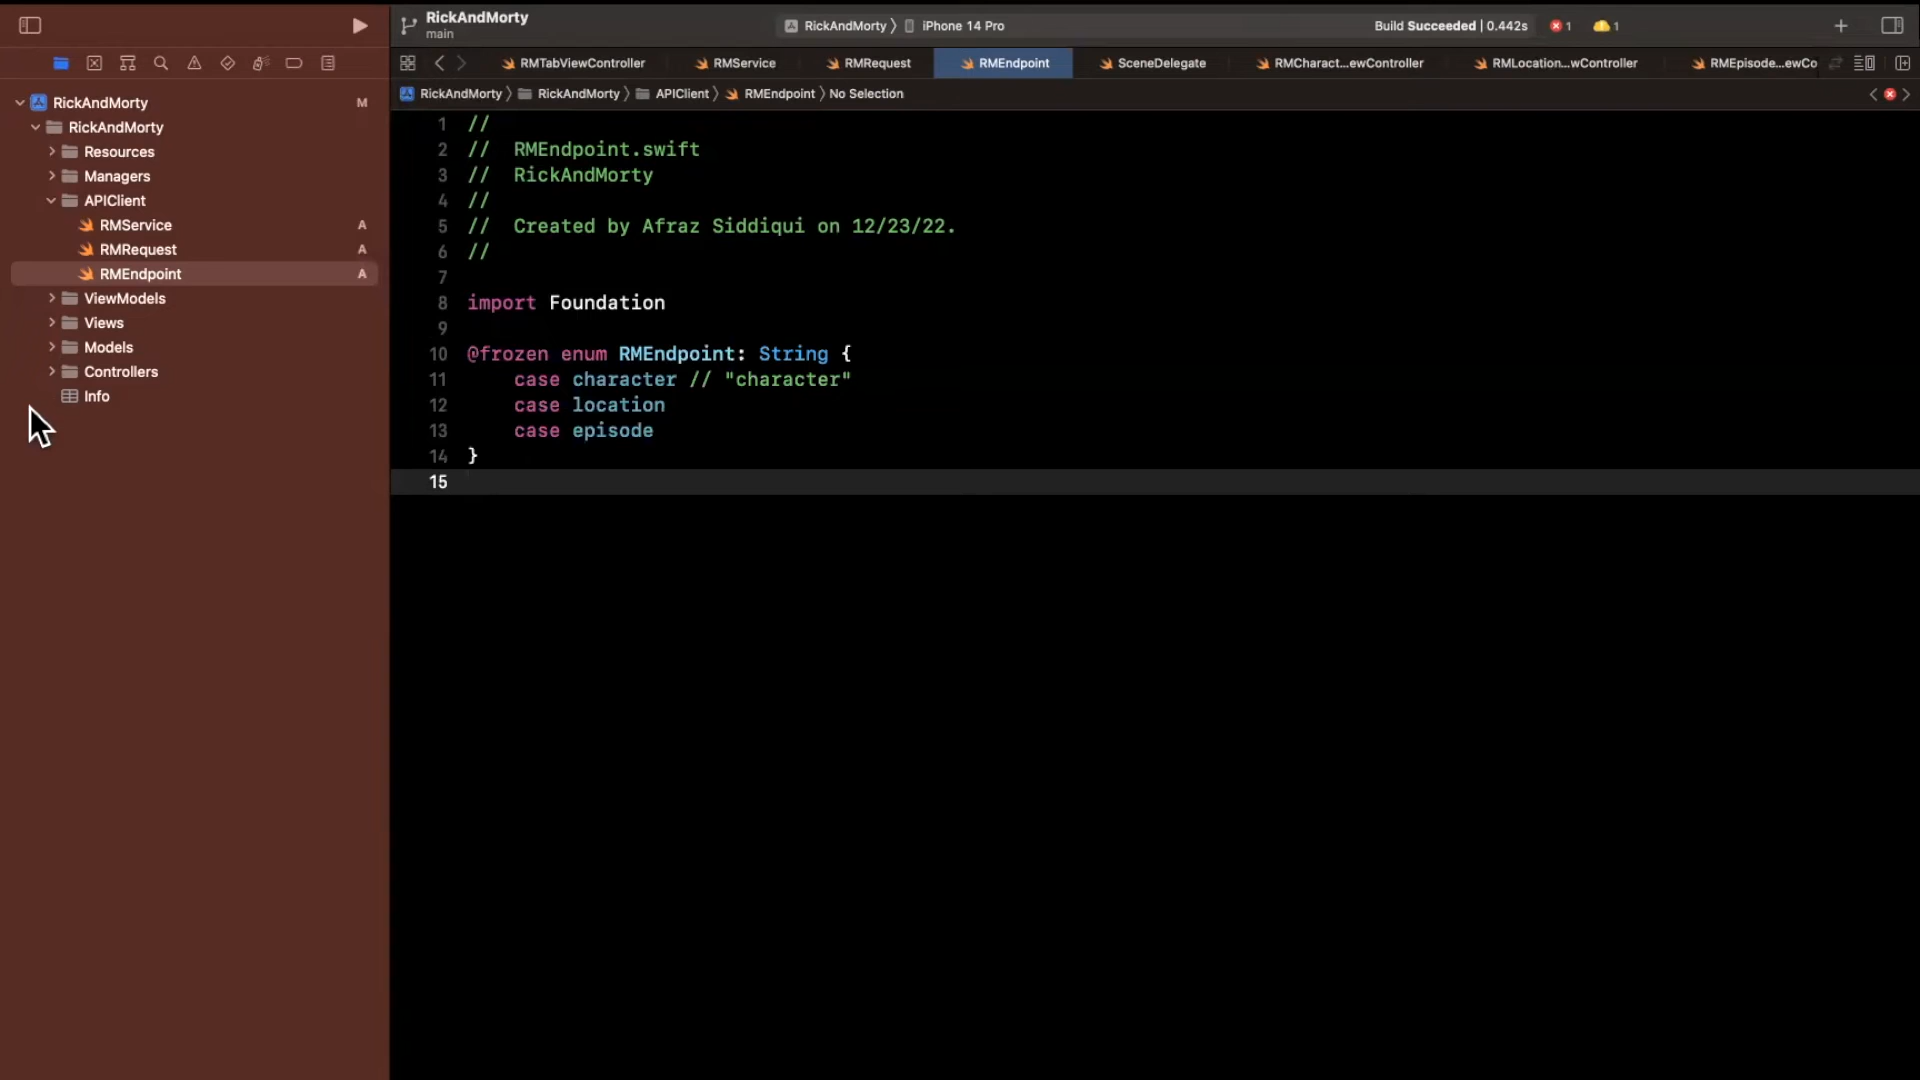 RickAndMorty
main
RickAndMorty
iPhone 14 Pro
Build Succeeded | 0.442s
1
1
RMTabViewController
RMService
RMRequest
RMEndpoint
SceneDelegate
RMCharact...ewController
RMLocation...wController
RMEpisode...ewCo
RickAndMorty
RickAndMorty
APIClient
RMEndpoint
No Selection
RickAndMorty M
RickAndMorty
Resources
Managers
APIClient
RMService A
RMRequest A
RMEndpoint A
ViewModels
Views
Models
Controllers
Info
1 //
2 //  RMEndpoint.swift
3 //  RickAndMorty
4 //
5 //  Created by Afraz Siddiqui on 12/23/22.
6 //
7
8 import Foundation
9
10 @frozen enum RMEndpoint: String {
11     case character // "character"
12     case location
13     case episode
14 }
15